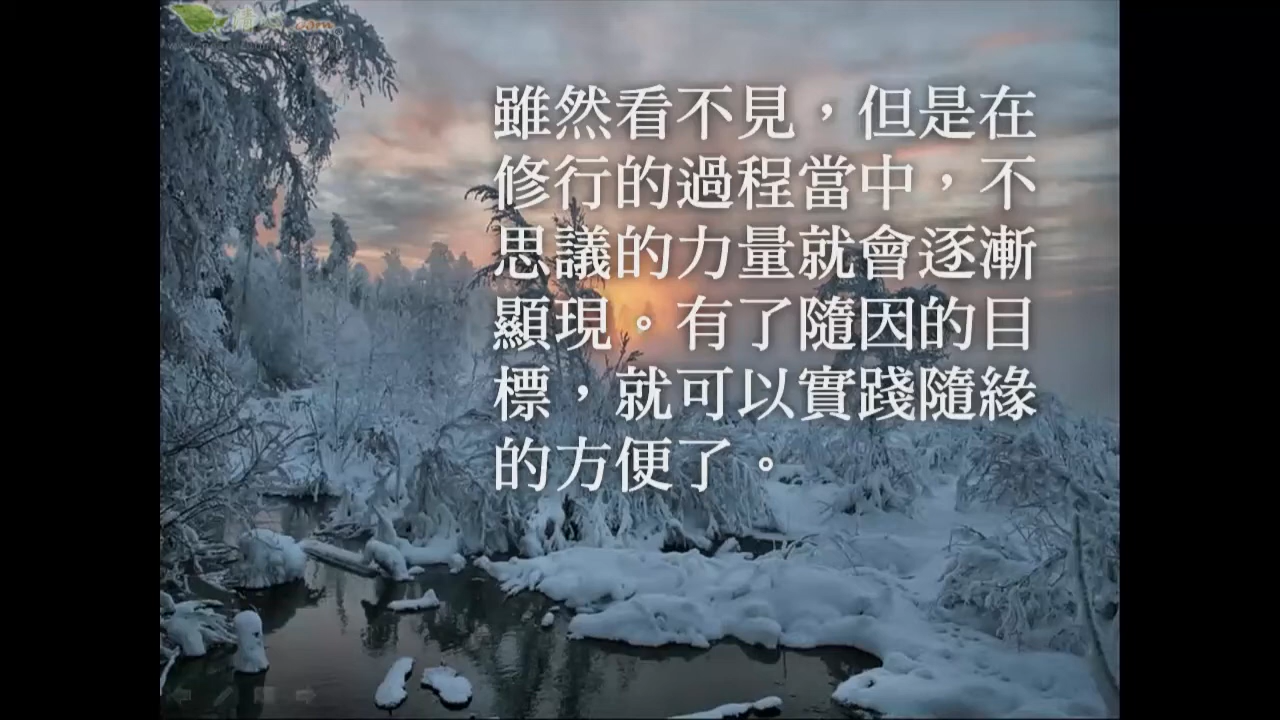 雖然看不見，但是在
修行的過程當中，不
思議的力量就會逐漸
顯現。有了隨因的目
標，就可以實踐隨緣
的方便了。